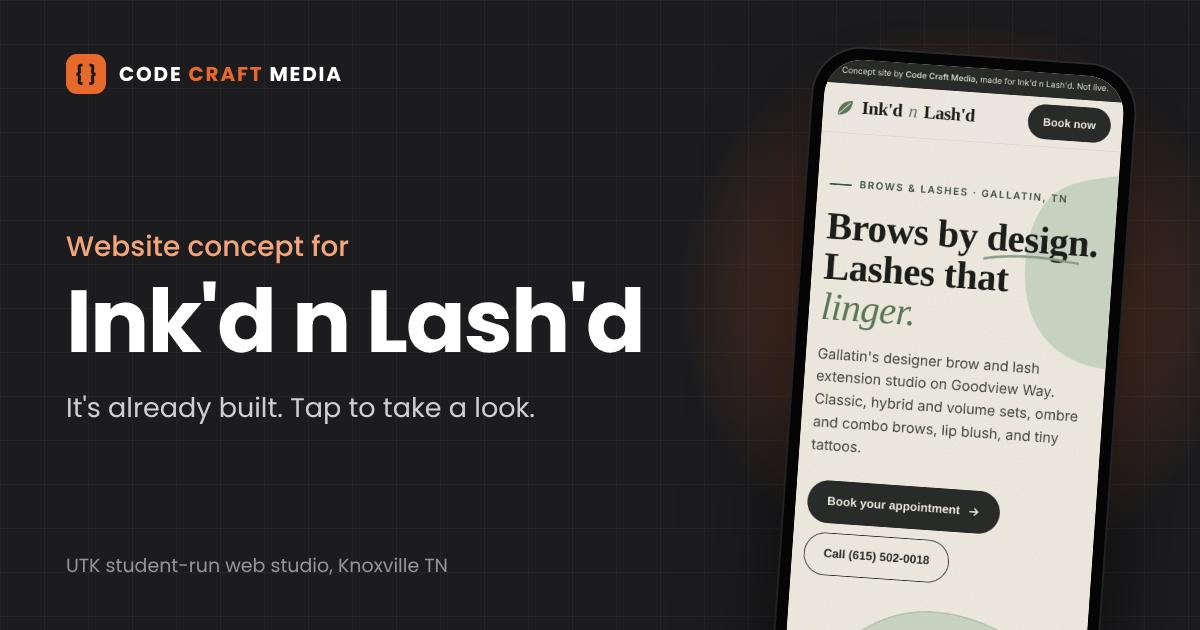 { } CODE CRAFT MEDIA
Website concept for
Ink'd n Lash'd
It's already built. Tap to take a look.
UTK student-run web studio, Knoxville TN
Concept site by Code Craft Media, made for Ink'd n Lash'd. Not live.
Ink'd n Lash'd
Book now
BROWS & LASHES · GALLATIN, TN
Brows by design.
Lashes that
linger.
Gallatin's designer brow and lash
extension studio on Goodview Way.
Classic, hybrid and volume sets, ombre
and combo brows, lip blush, and tiny
tattoos.
Book your appointment →
Call (615) 502-0018